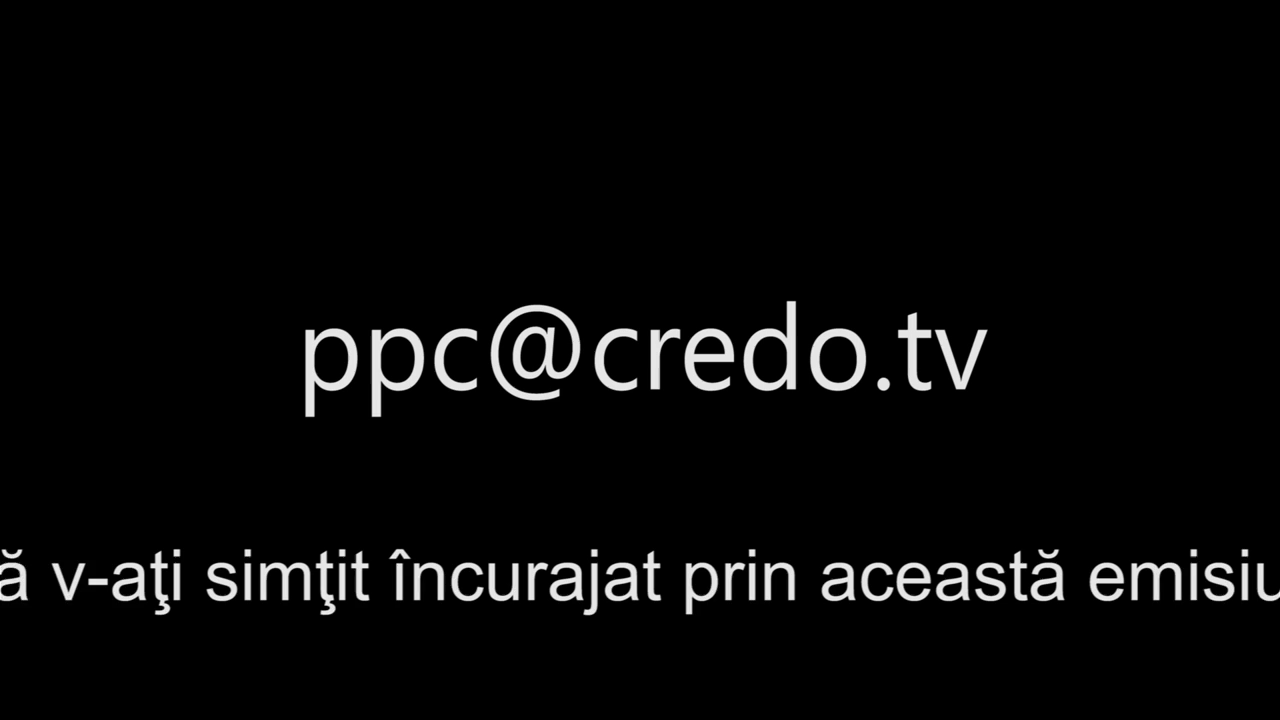 ppc@credo.tv
ă v-aţi simţit încurajat prin această emisiu